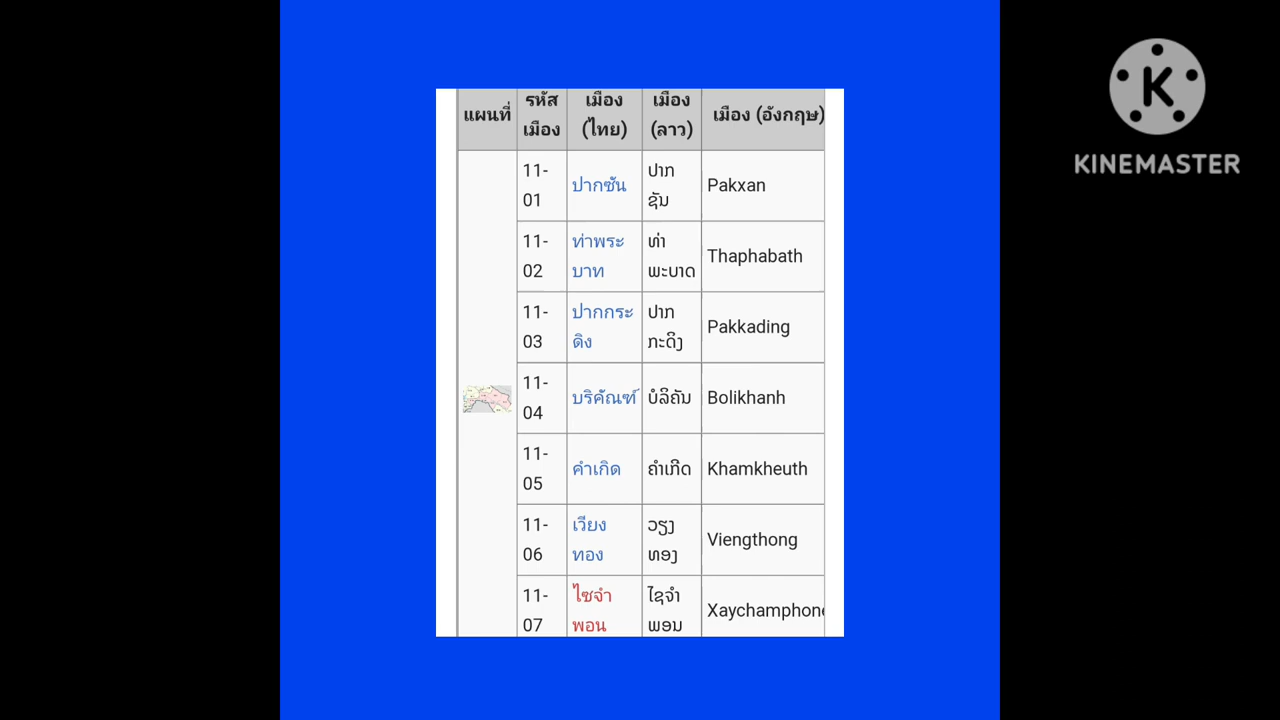 แผนที่ รหัสเมือง เมือง (ไทย) เมือง (ลาว) เมือง (อังกฤษ)
11-01 ปากซัน ປາກຊັນ Pakxan
11-02 ท่าพระบาท ທ່າພະບາດ Thaphabath
11-03 ปากกระดิง ປາກກະດິງ Pakkading
11-04 บริคัณฑ์ ບໍລິຄັນ Bolikhanh
11-05 คำเกิด ຄຳເກີດ Khamkheuth
11-06 เวียงทอง ວຽງທອງ Viengthong
11-07 ไซจำพอน ໄຊຈຳພອນ Xaychamphone
KINEMASTER